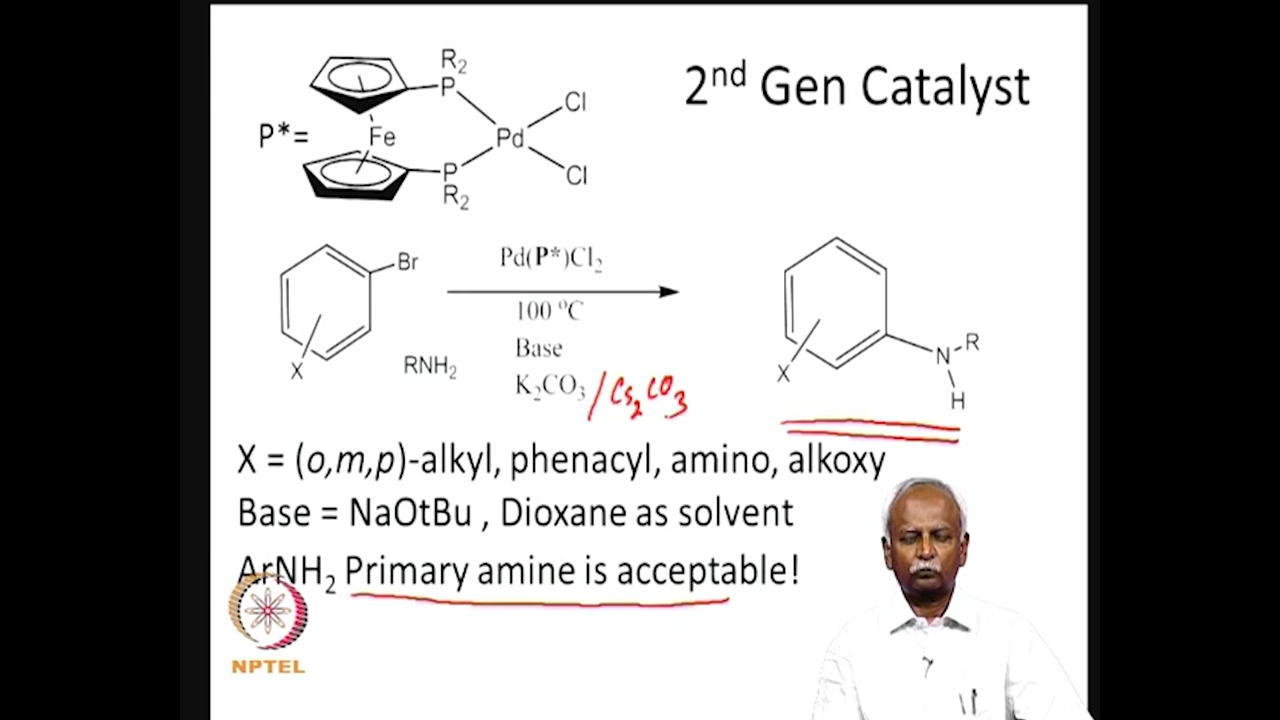 2nd Gen Catalyst
R2
P
Cl
P*=
Fe
Pd
P
Cl
R2
Br
Pd(P*)Cl2
100 ºC
Base
X
RNH2
K2CO3 /Cs2CO3
X
N
R
H
X = (o,m,p)-alkyl, phenacyl, amino, alkoxy
Base = NaOtBu , Dioxane as solvent
ArNH2 Primary amine is acceptable!
NPTEL